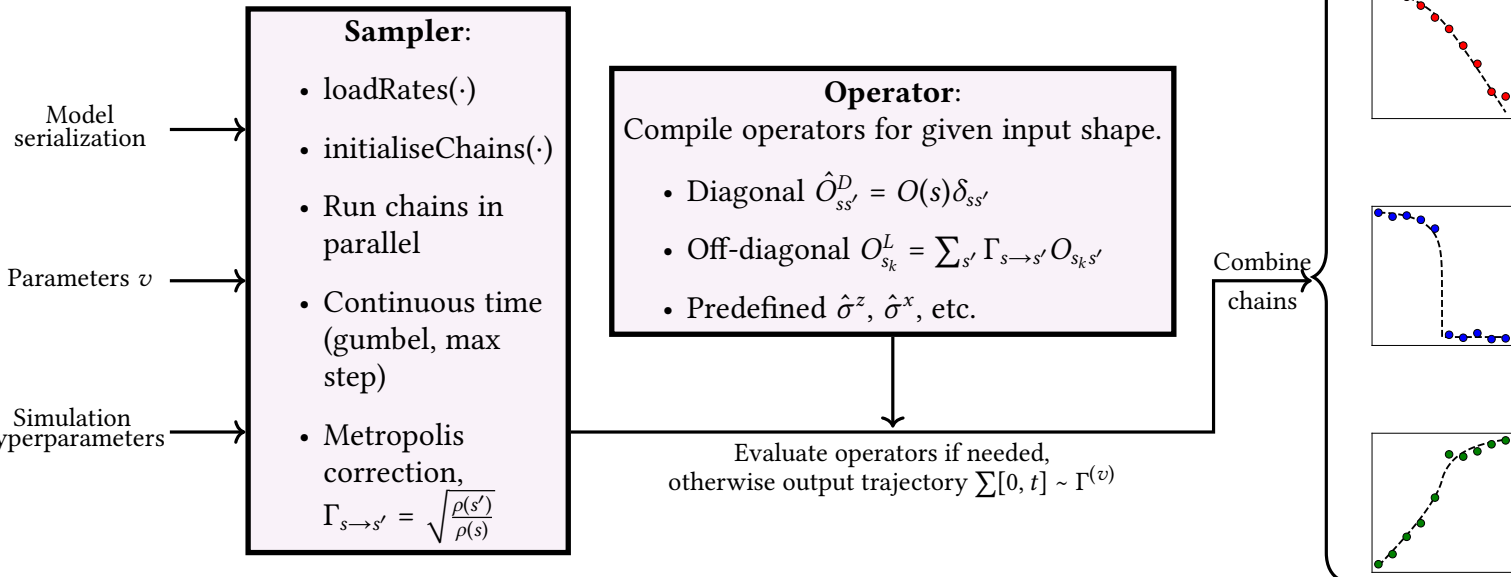 Model
serialization
Parameters v
Simulation
yperparameters
Sampler:
• loadRates(·)
• initialiseChains(·)
• Run chains in
parallel
• Continuous time
(gumbel, max
step)
• Metropolis
correction,
Γ_{s→s′} = √(ρ(s′)/ρ(s))
Operator:
Compile operators for given input shape.
• Diagonal Ô^D_{ss′} = O(s)δ_{ss′}
• Off-diagonal O^L_{s_k} = ∑_{s′} Γ_{s→s′} O_{s_k s′}
• Predefined σ̂^z, σ̂^x, etc.
Evaluate operators if needed,
otherwise output trajectory ∑[0, t] ~ Γ^{(v)}
Combine
chains